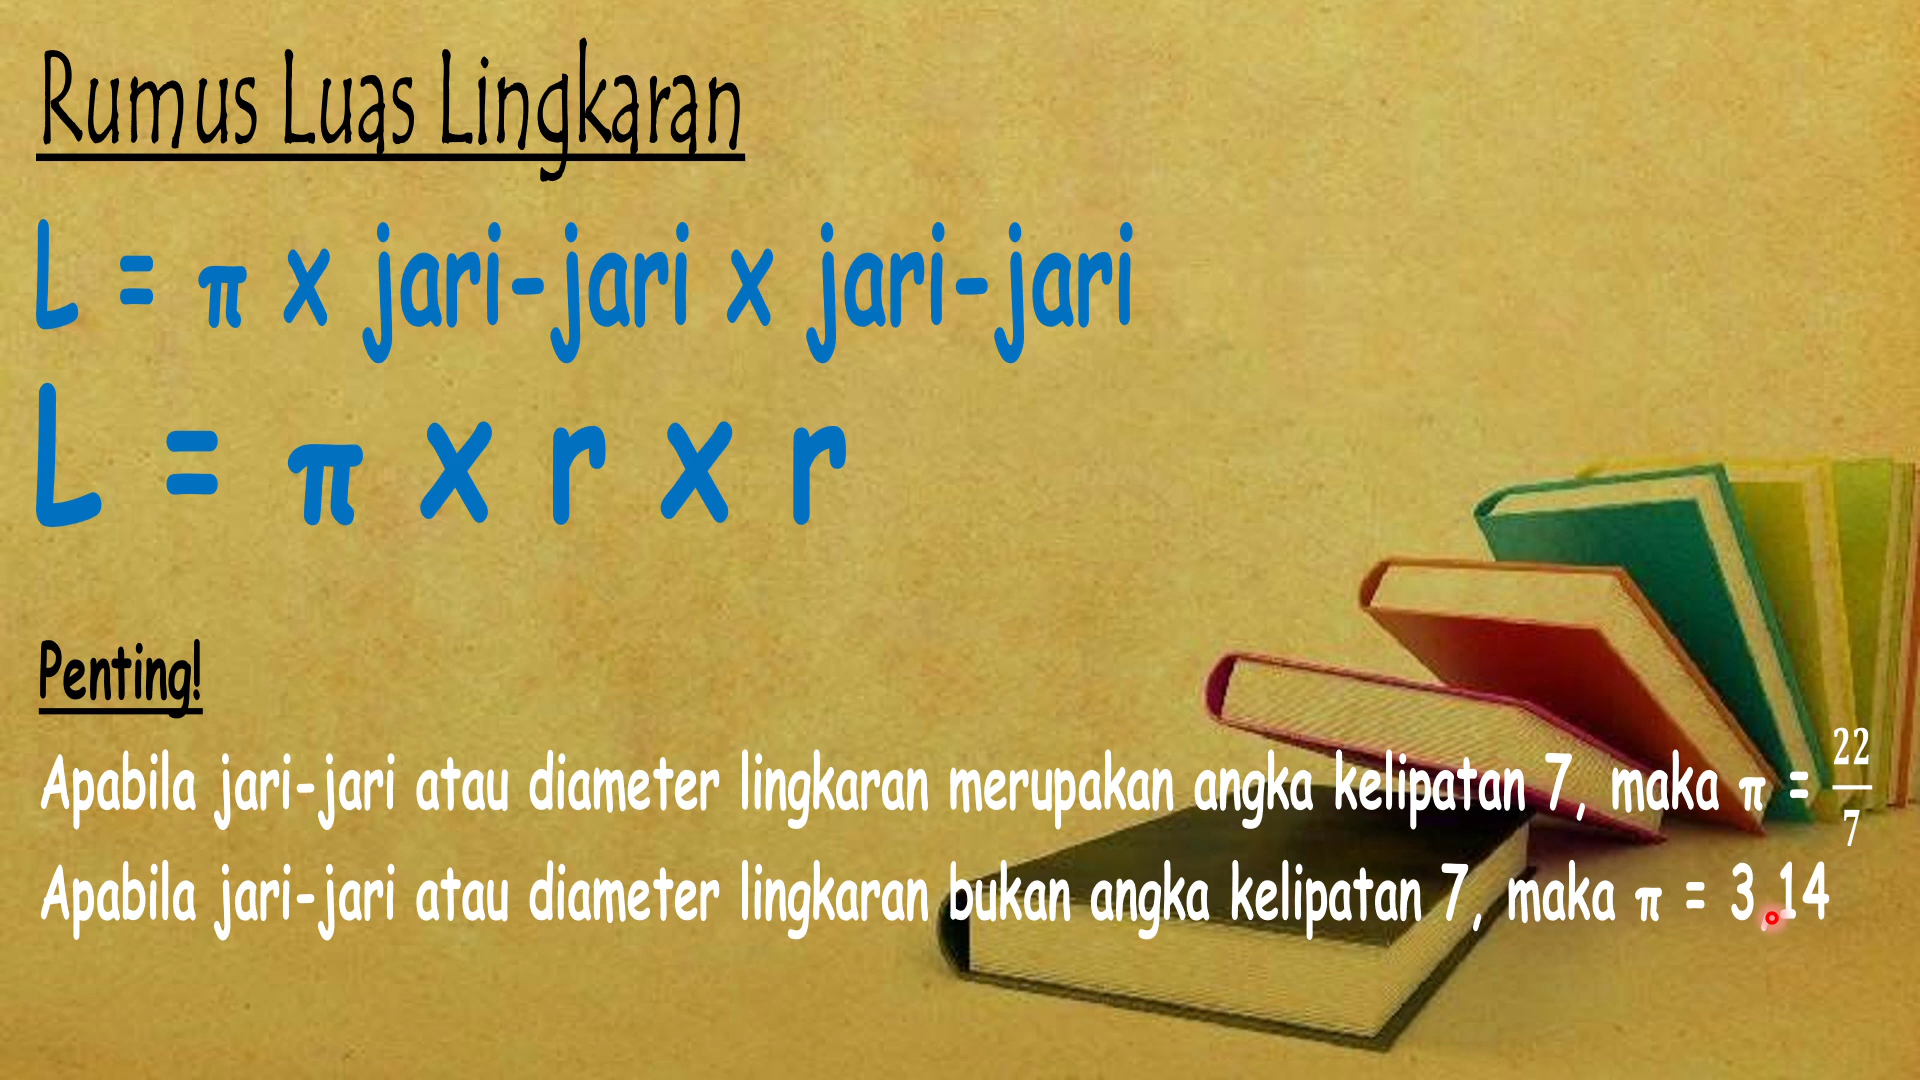 Rumus Luas Lingkaran
L = π x jari-jari x jari-jari
L = π x r x r
Penting!
Apabila jari-jari atau diameter lingkaran merupakan angka kelipatan 7, maka π = 22/7
Apabila jari-jari atau diameter lingkaran bukan angka kelipatan 7, maka π = 3,14